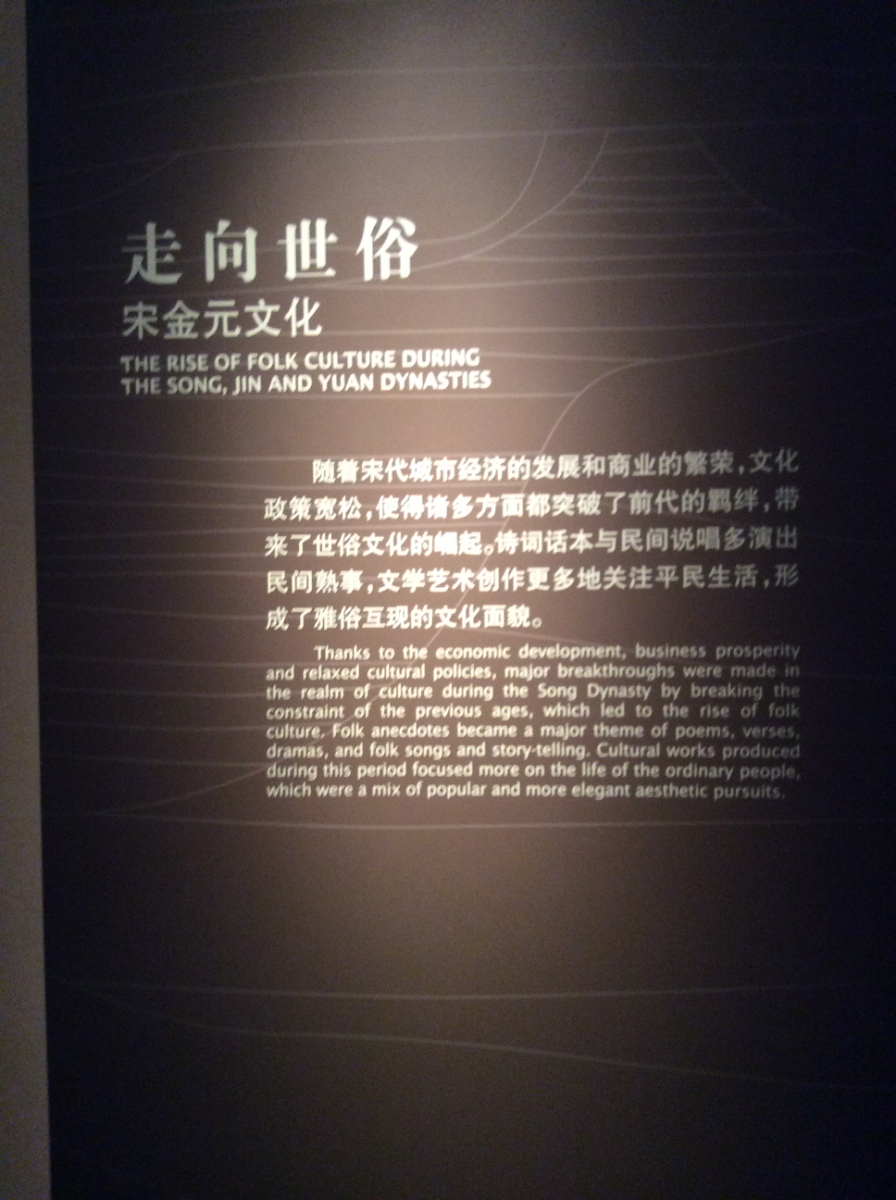 走向世俗
宋金元文化
THE RISE OF FOLK CULTURE DURING
THE SONG, JIN AND YUAN DYNASTIES
随着宋代城市经济的发展和商业的繁荣，文化
政策宽松，使得诸多方面都突破了前代的羁绊，带
来了世俗文化的崛起。诗词话本与民间说唱多演出
民间熟事，文学艺术创作更多地关注平民生活，形
成了雅俗互现的文化面貌。
Thanks to the economic development, business prosperity
and relaxed cultural policies, major breakthroughs were made in
the realm of culture during the Song Dynasty by breaking the
constraint of the previous ages, which led to the rise of folk
culture. Folk anecdotes became a major theme of poems, verses,
dramas, and folk songs and story-telling. Cultural works produced
during this period focused more on the life of the ordinary people,
which were a mix of popular and more elegant aesthetic pursuits.